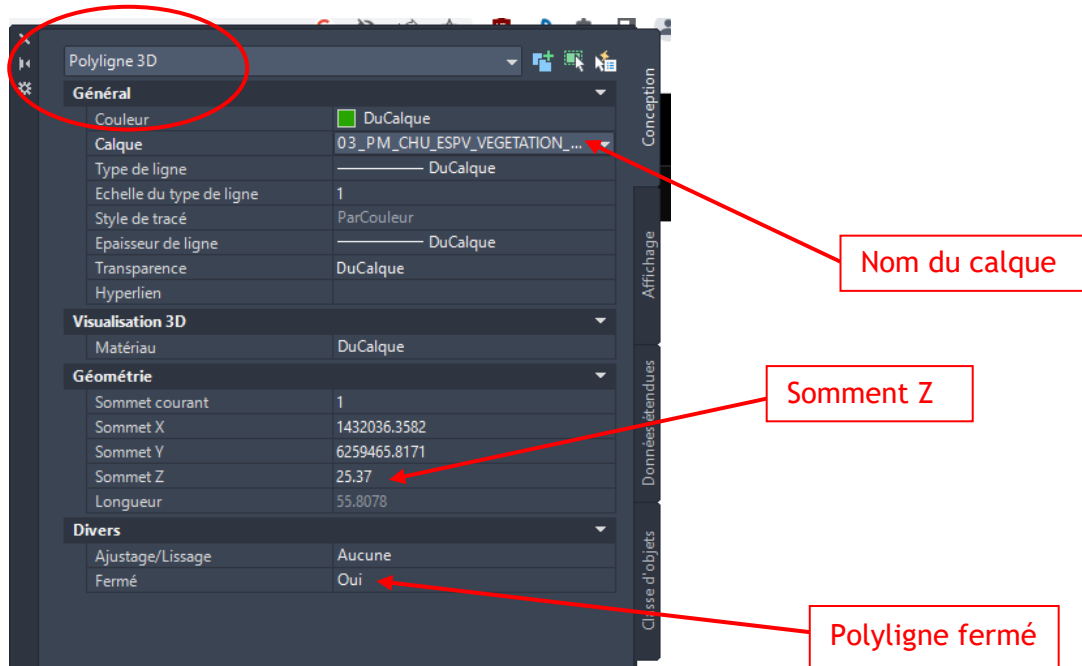 Polyligne 3D
Général
Couleur DuCalque
Calque 03_PM_CHU_ESPV_VEGETATION_...
Type de ligne DuCalque
Echelle du type de ligne 1
Style de tracé ParCouleur
Epaisseur de ligne DuCalque
Transparence DuCalque
Hyperlien
Visualisation 3D
Matériau DuCalque
Géométrie
Sommet courant 1
Sommet X 1432036.3582
Sommet Y 6259465.8171
Sommet Z 25.37
Longueur 55.8078
Divers
Ajustage/Lissage Aucune
Fermé Oui
Conception
Affichage
Données étendues
Classe d'objets
Nom du calque
Somment Z
Polyligne fermé